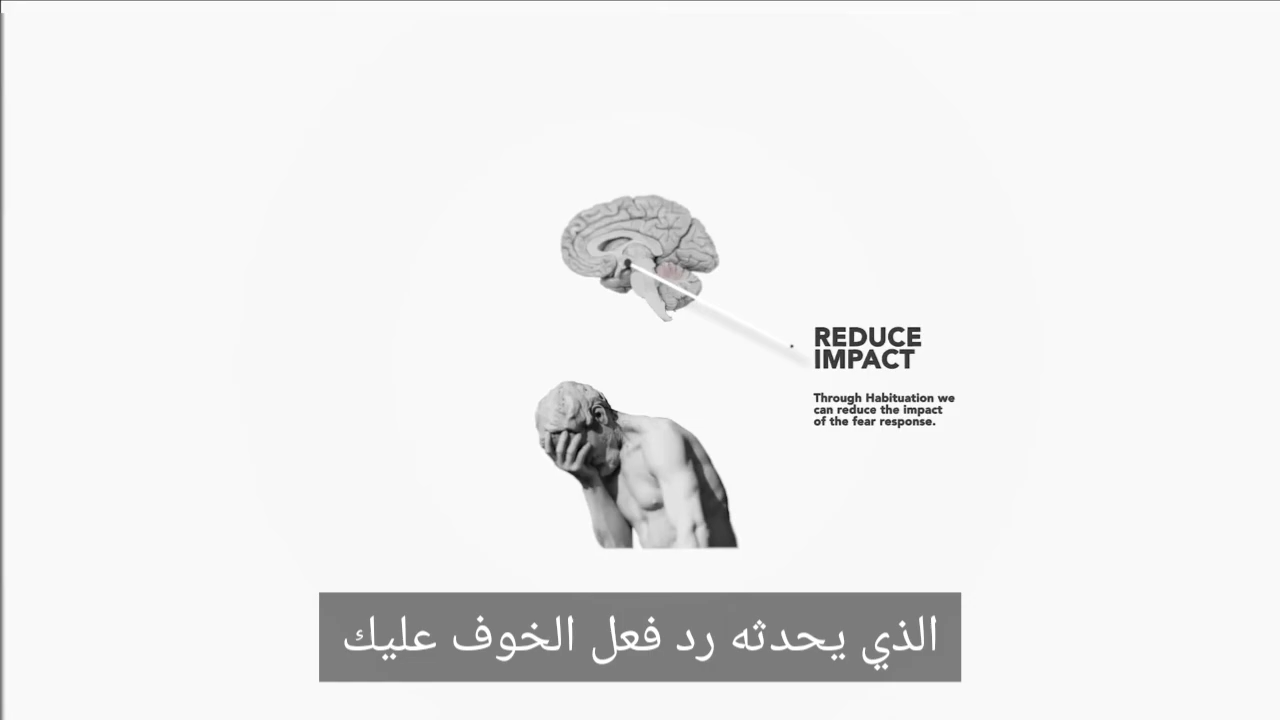 REDUCE
IMPACT
Through Habituation we
can reduce the impact
of the fear response.
الذي يحدثه رد فعل الخوف عليك